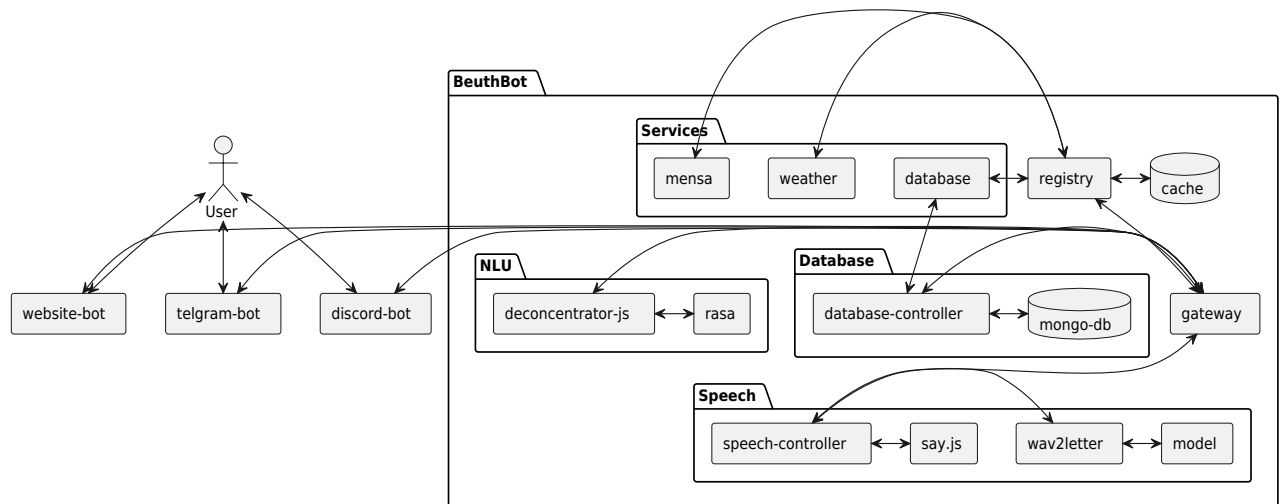 BeuthBot
Services
mensa
weather
database
registry
cache
User
NLU
Database
website-bot
telgram-bot
discord-bot
deconcentrator-js
rasa
database-controller
mongo-db
gateway
Speech
speech-controller
say.js
wav2letter
model